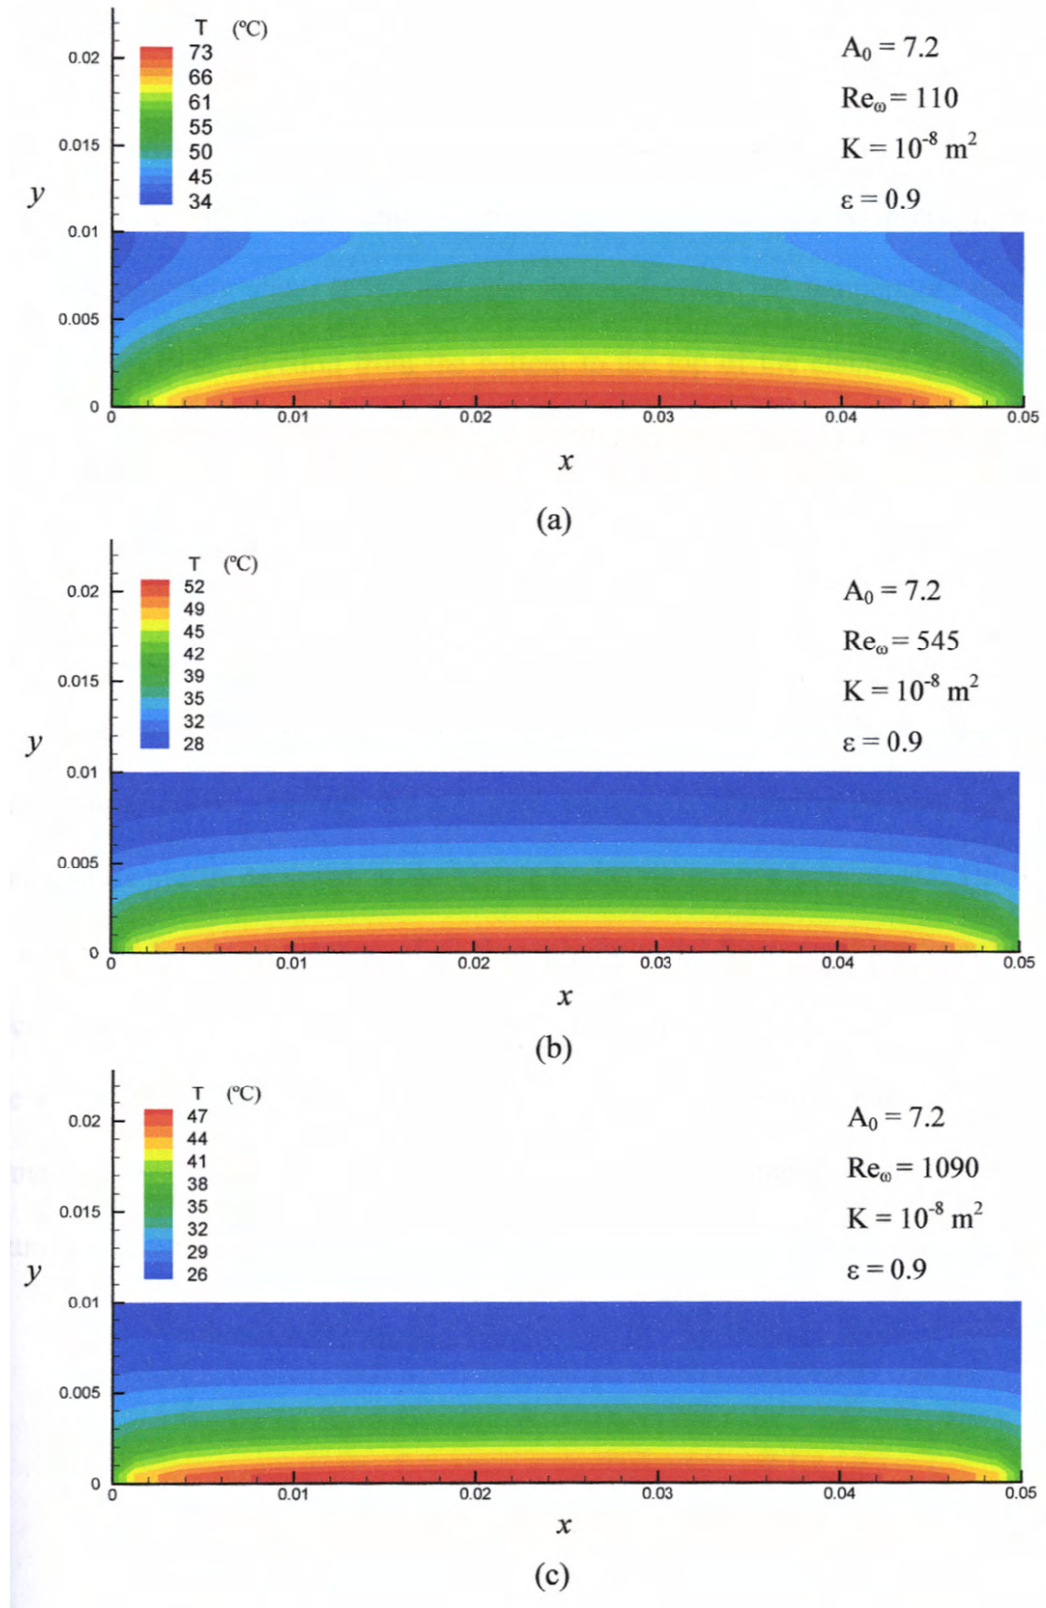 T (°C)
73
66
61
55
50
45
34
A₀ = 7.2
Reω = 110
K = 10⁻⁸ m²
ε = 0.9
0.02
0.015
0.01
0.005
0
y
0 0.01 0.02 0.03 0.04 0.05
x
(a)
T (°C)
52
49
45
42
39
35
32
28
A₀ = 7.2
Reω = 545
K = 10⁻⁸ m²
ε = 0.9
0.02
0.015
0.01
0.005
0
y
0 0.01 0.02 0.03 0.04 0.05
x
(b)
T (°C)
47
44
41
38
35
32
29
26
A₀ = 7.2
Reω = 1090
K = 10⁻⁸ m²
ε = 0.9
0.02
0.015
0.01
0.005
0
y
0 0.01 0.02 0.03 0.04 0.05
x
(c)